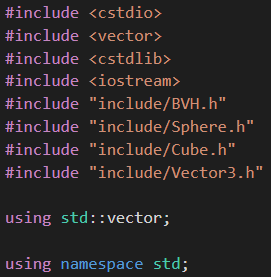 #include <cstdio>
#include <vector>
#include <cstdlib>
#include <iostream>
#include "include/BVH.h"
#include "include/Sphere.h"
#include "include/Cube.h"
#include "include/Vector3.h"
using std::vector;
using namespace std;